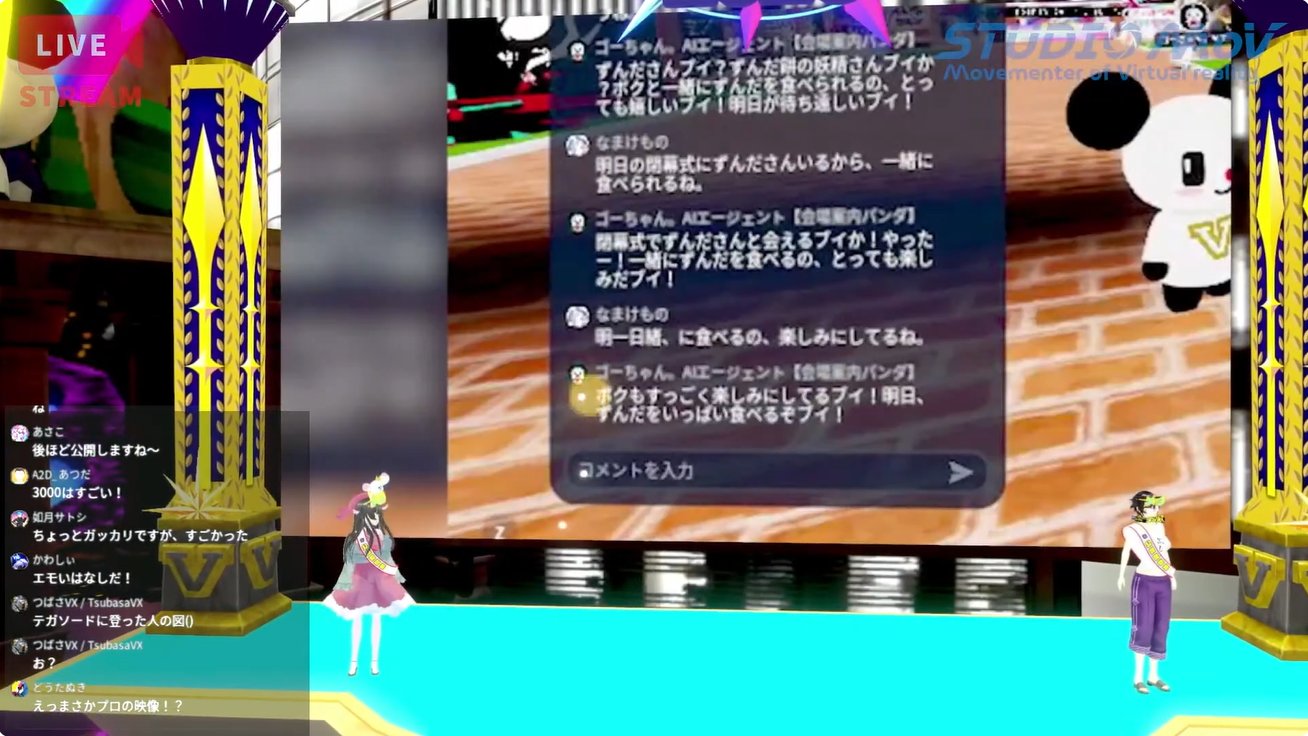 LIVE
STREAM
STUDIO MOV
Movementer of Virtual reality
ゴーちゃん。AIエージェント【会場案内パンダ】
ずんださんブイ？ずんだ餅の妖精さんブイか
？ボクと一緒にずんだを食べられるの、とっ
ても嬉しいブイ！明日が待ち遠しいブイ！
なまけもの
明日の閉幕式にずんださんいるから、一緒に
食べられるね。
ゴーちゃん。AIエージェント【会場案内パンダ】
閉幕式でずんださんと会えるブイか！やった
ー！一緒にずんだを食べるの、とっても楽し
みだブイ！
なまけもの
明一日緒、に食べるの、楽しみにしてるね。
ゴーちゃん。AIエージェント【会場案内パンダ】
ボクもすっごく楽しみにしてるブイ！明日、
ずんだをいっぱい食べるぞブイ！
コメントを入力
V
ね
あさこ
後ほど公開しますね～
A2D_あつだ
3000はすごい！
如月サトシ
ちょっとガッカリですが、すごかった
かわしぃ
エモいはなしだ！
つばさVX / TsubasaVX
テガソードに登った人の図()
つばさVX / TsubasaVX
お？
どうたぬき
えっまさかプロの映像！？
V
V
V